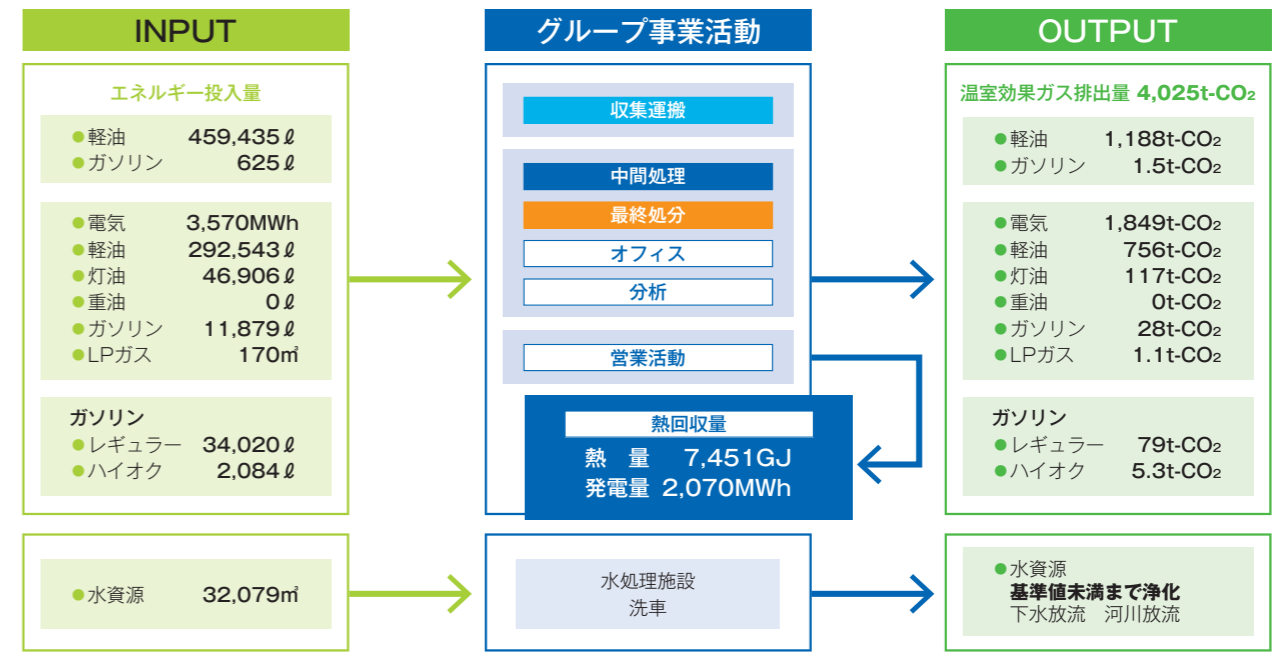 INPUT
エネルギー投入量
●軽油 459,435ℓ
●ガソリン 625ℓ
●電気 3,570MWh
●軽油 292,543ℓ
●灯油 46,906ℓ
●重油 0ℓ
●ガソリン 11,879ℓ
●LPガス 170㎥
ガソリン
●レギュラー 34,020ℓ
●ハイオク 2,084ℓ
●水資源 32,079㎥
グループ事業活動
収集運搬
中間処理
最終処分
オフィス
分析
営業活動
熱回収量
熱　量 7,451GJ
発電量 2,070MWh
水処理施設
洗車
OUTPUT
温室効果ガス排出量 4,025t-CO₂
●軽油 1,188t-CO₂
●ガソリン 1.5t-CO₂
●電気 1,849t-CO₂
●軽油 756t-CO₂
●灯油 117t-CO₂
●重油 0t-CO₂
●ガソリン 28t-CO₂
●LPガス 1.1t-CO₂
ガソリン
●レギュラー 79t-CO₂
●ハイオク 5.3t-CO₂
●水資源
基準値未満まで浄化
下水放流　河川放流